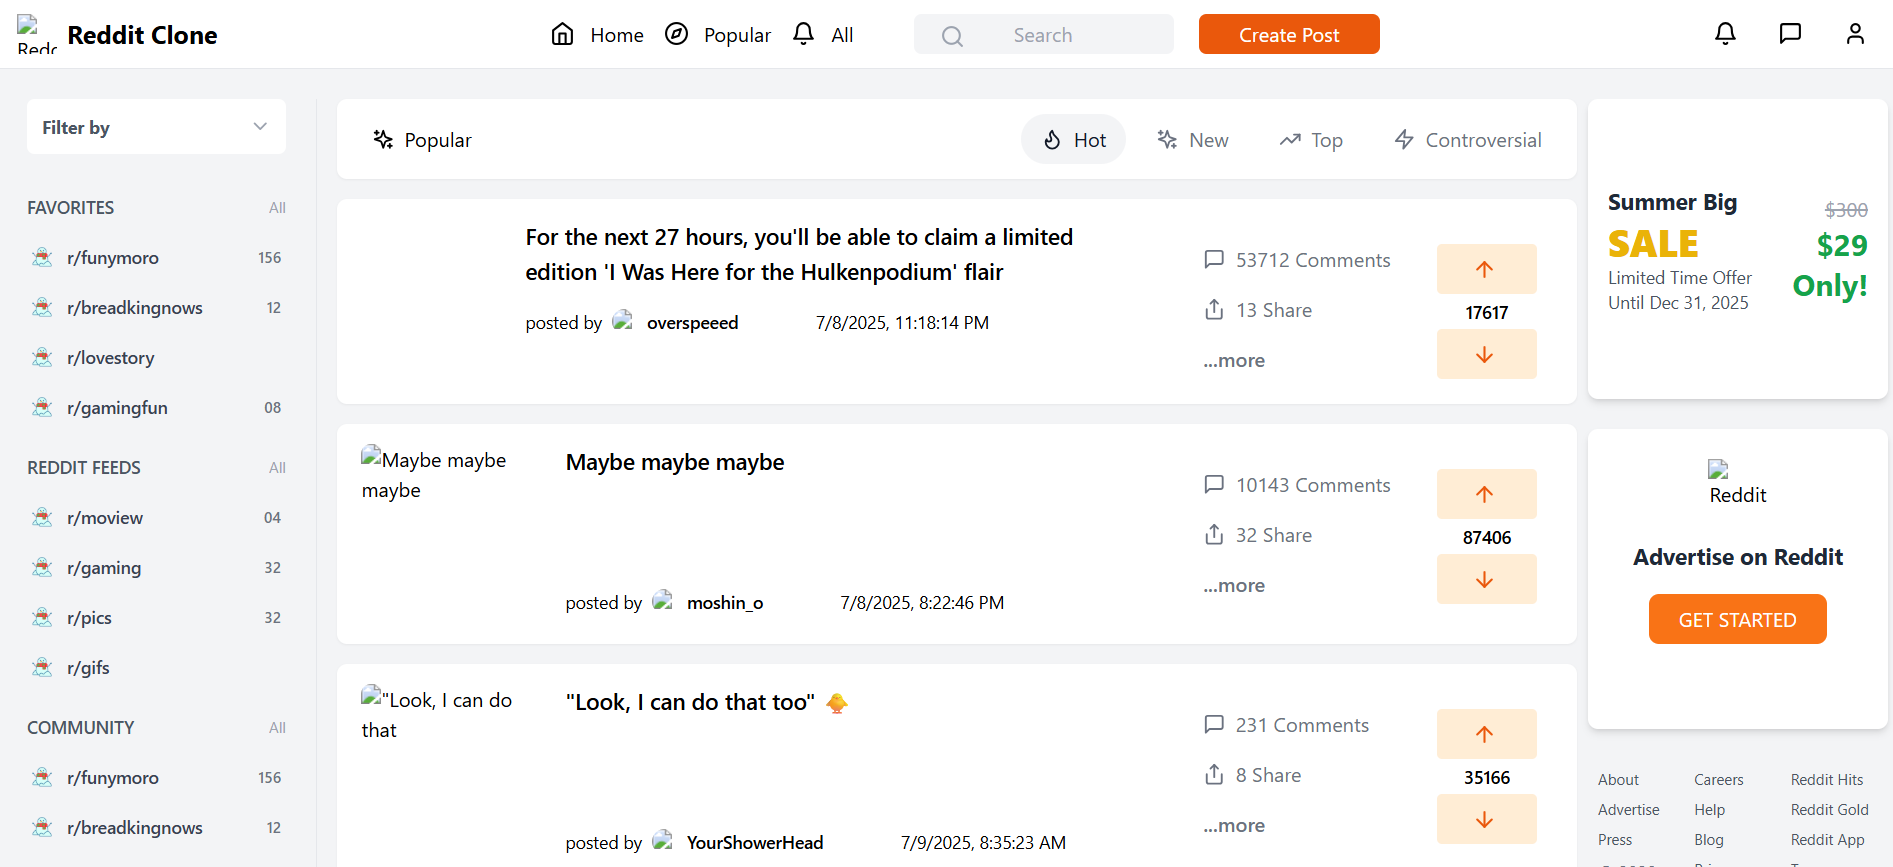 Reddit Clone
Home
Popular
All
Search
Create Post
Filter by
FAVORITES All
r/funymoro 156
r/breadkingnows 12
r/lovestory
r/gamingfun 08
REDDIT FEEDS All
r/moview 04
r/gaming 32
r/pics 32
r/gifs
COMMUNITY All
r/funymoro 156
r/breadkingnows 12
Popular
Hot
New
Top
Controversial
For the next 27 hours, you'll be able to claim a limited
edition 'I Was Here for the Hulkenpodium' flair
posted by overspeeed 7/8/2025, 11:18:14 PM
53712 Comments
13 Share
...more
17617
Maybe maybe
maybe
Maybe maybe maybe
posted by moshin_o 7/8/2025, 8:22:46 PM
10143 Comments
32 Share
...more
87406
"Look, I can do
that
"Look, I can do that too" 🐥
posted by YourShowerHead 7/9/2025, 8:35:23 AM
231 Comments
8 Share
...more
35166
Summer Big
SALE
Limited Time Offer
Until Dec 31, 2025
$300
$29
Only!
Reddit
Advertise on Reddit
GET STARTED
About Careers Reddit Hits
Advertise Help Reddit Gold
Press Blog Reddit App